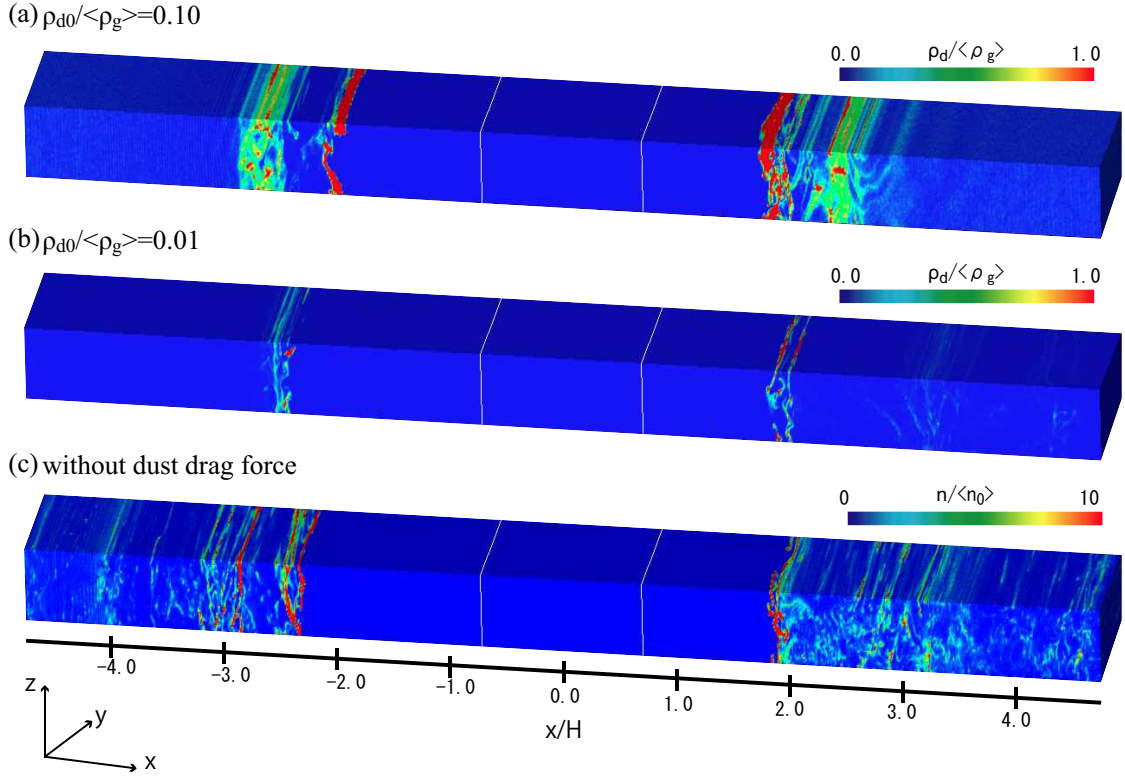 (a) ρd0/<ρg>=0.10
0.0 ρd/<ρg> 1.0
(b) ρd0/<ρg>=0.01
0.0 ρd/<ρg> 1.0
(c) without dust drag force
0 n/<n0> 10
-4.0 -3.0 -2.0 -1.0 0.0 1.0 2.0 3.0 4.0
x/H
z
y
x